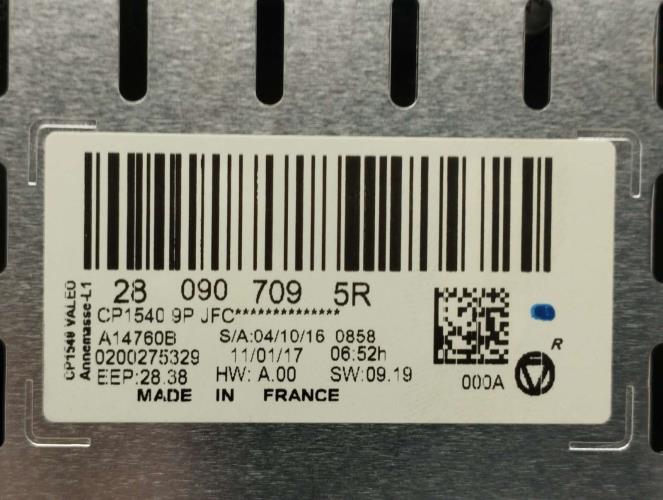 CP1540 VALEO
Annemasse-L1
28 090 709 5R
CP1540 9P JFC**************
A14760B S/A:04/10/16 0858
0200275329 11/01/17 06:52h
EEP:28.38 HW: A.00 SW:09.19
MADE IN FRANCE
000A
R